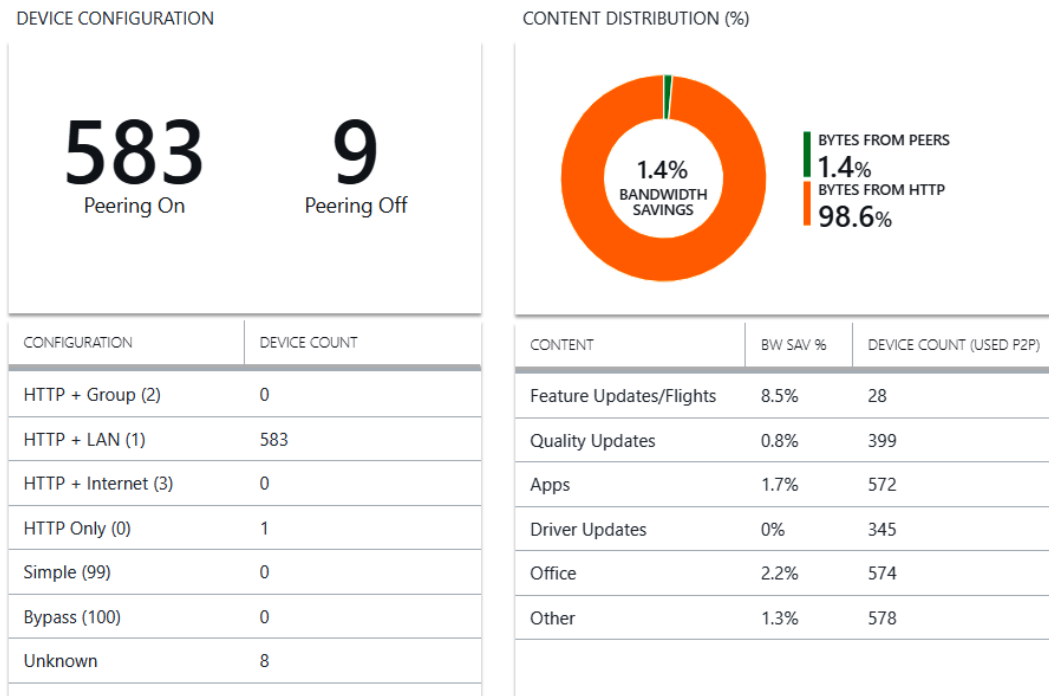 DEVICE CONFIGURATION
583
Peering On
9
Peering Off
CONFIGURATION DEVICE COUNT
HTTP + Group (2) 0
HTTP + LAN (1) 583
HTTP + Internet (3) 0
HTTP Only (0) 1
Simple (99) 0
Bypass (100) 0
Unknown 8
CONTENT DISTRIBUTION (%)
1.4%
BANDWIDTH
SAVINGS
BYTES FROM PEERS
1.4%
BYTES FROM HTTP
98.6%
CONTENT BW SAV % DEVICE COUNT (USED P2P)
Feature Updates/Flights 8.5% 28
Quality Updates 0.8% 399
Apps 1.7% 572
Driver Updates 0% 345
Office 2.2% 574
Other 1.3% 578